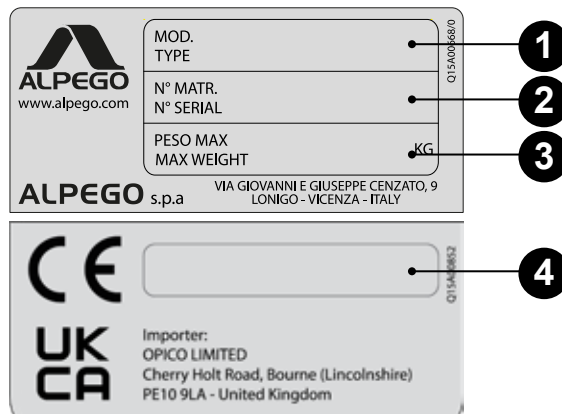 ALPEGO
www.alpego.com
MOD.
TYPE
N° MATR.
N° SERIAL
PESO MAX
MAX WEIGHT
KG
Q15A00668/0
ALPEGO s.p.a
VIA GIOVANNI E GIUSEPPE CENZATO, 9
LONIGO - VICENZA - ITALY
1
2
3
CE
Q15A00852
4
UK
CA
Importer:
OPICO LIMITED
Cherry Holt Road, Bourne (Lincolnshire)
PE10 9LA - United Kingdom